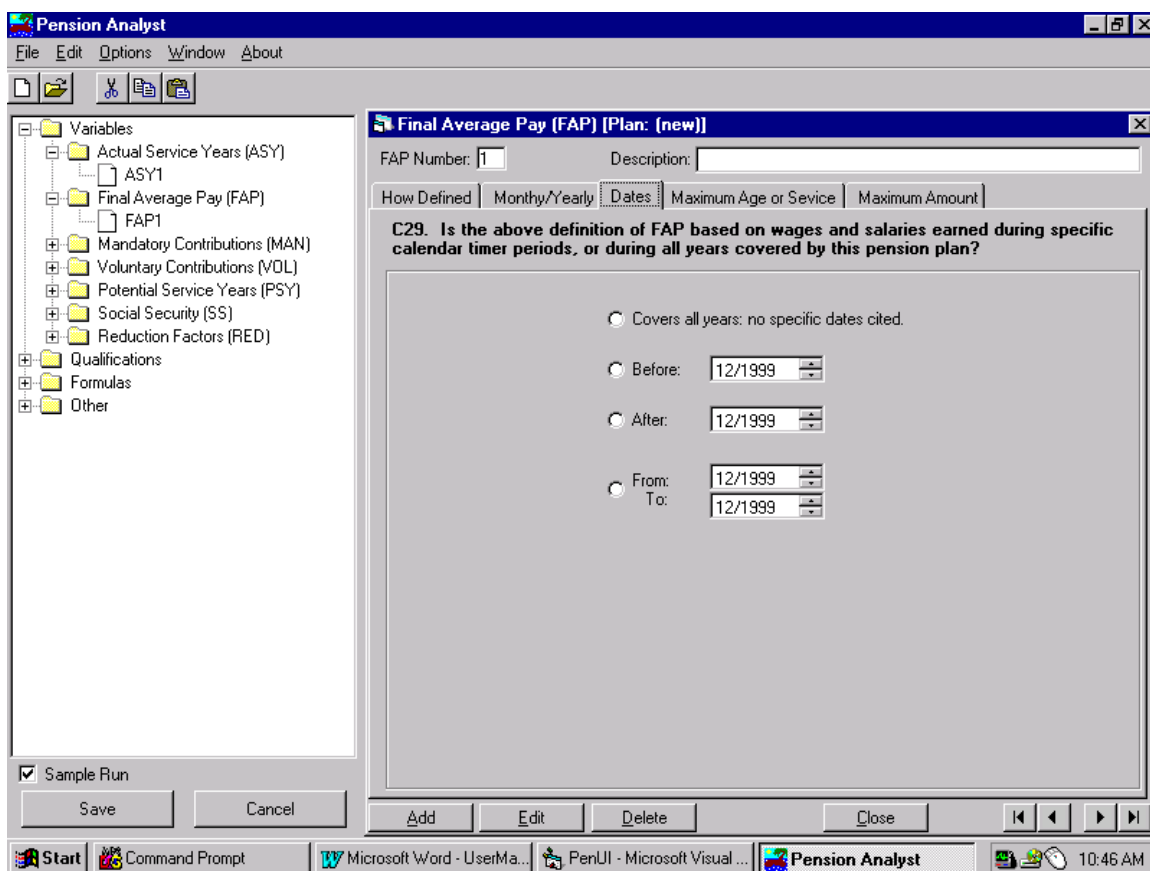 Pension Analyst
File Edit Options Window About
Variables
Actual Service Years (ASY)
ASY1
Final Average Pay (FAP)
FAP1
Mandatory Contributions (MAN)
Voluntary Contributions (VOL)
Potential Service Years (PSY)
Social Security (SS)
Reduction Factors (RED)
Qualifications
Formulas
Other
Sample Run
Save Cancel
Final Average Pay (FAP) [Plan: (new)]
FAP Number: 1 Description:
How Defined Monthy/Yearly Dates Maximum Age or Sevice Maximum Amount
C29. Is the above definition of FAP based on wages and salaries earned during specific
calendar timer periods, or during all years covered by this pension plan?
Covers all years: no specific dates cited.
Before: 12/1999
After: 12/1999
From: 12/1999
To: 12/1999
Add Edit Delete Close
Start Command Prompt Microsoft Word - UserMa... PenUI - Microsoft Visual ... Pension Analyst 10:46 AM